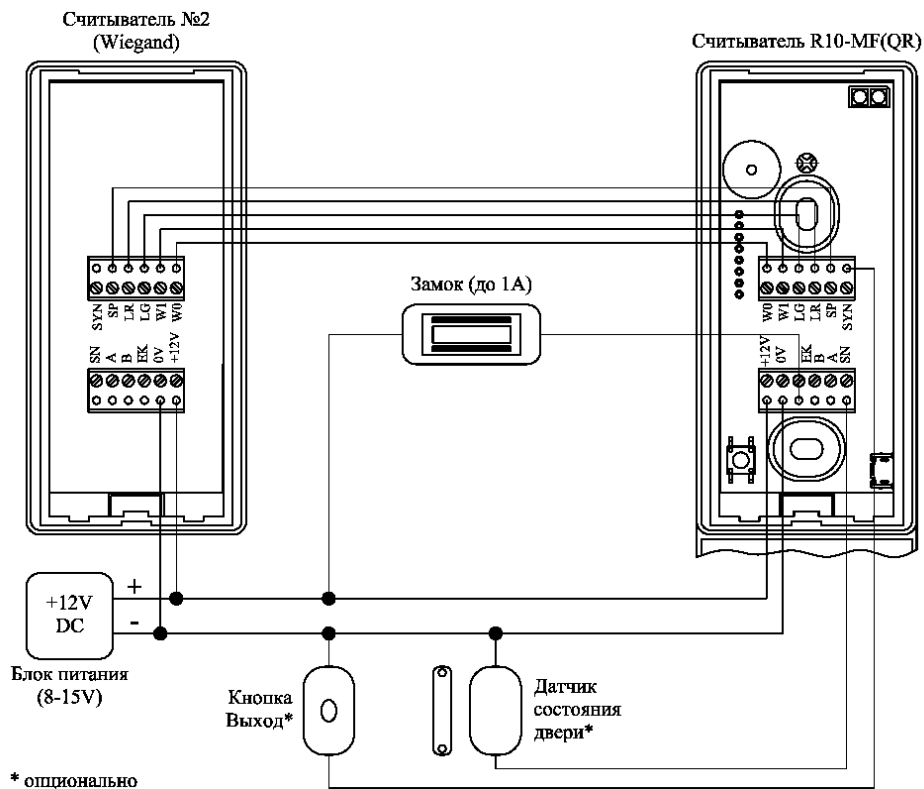 Считыватель №2
(Wiegand)
Считыватель R10-MF(QR)
SYN
SP
LR
LG
W1
W0
SN
A
B
EK
0V
+12V
Замок (до 1А)
W0
W1
LG
LR
SP
SYN
+12V
0V
EK
B
A
SN
+12V
DC
+
-
Блок питания
(8-15V)
Кнопка
Выход*
Датчик
состояния
двери*
* опционально